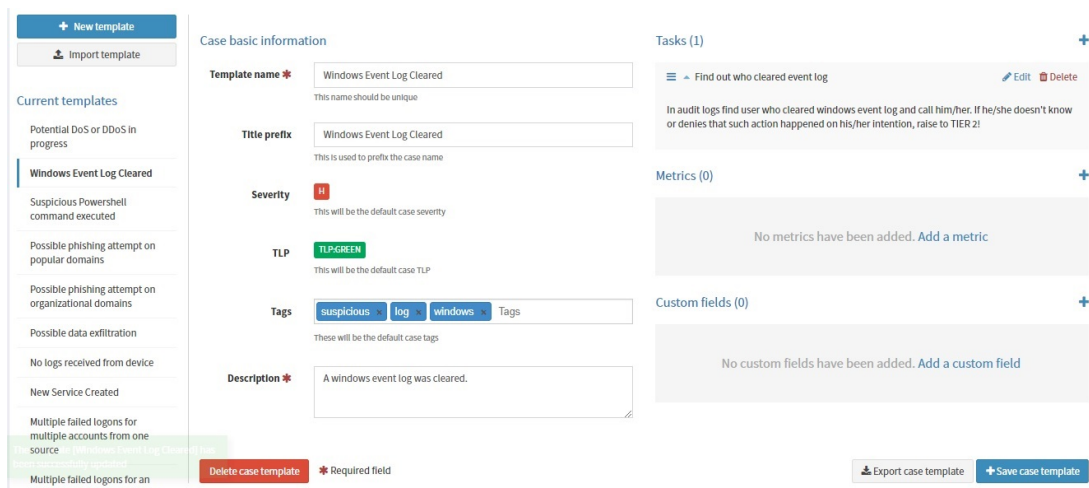 New template
Import template
Current templates
Potential DoS or DDoS in
progress
Windows Event Log Cleared
Suspicious Powershell
command executed
Possible phishing attempt on
popular domains
Possible phishing attempt on
organizational domains
Possible data exfiltration
No logs received from device
New Service Created
Multiple failed logons for
multiple accounts from one
source
Multiple failed logons for an
Case basic information
Template name *
Windows Event Log Cleared
This name should be unique
Title prefix
Windows Event Log Cleared
This is used to prefix the case name
Severity
H
This will be the default case severity
TLP
TLP:GREEN
This will be the default case TLP
Tags
suspicious × log × windows × Tags
These will be the default case tags
Description *
A windows event log was cleared.
Delete case template
* Required field
Tasks (1)
Find out who cleared event log
Edit Delete
In audit logs find user who cleared windows event log and call him/her. If he/she doesn't know
or denies that such action happened on his/her intention, raise to TIER 2!
Metrics (0)
No metrics have been added. Add a metric
Custom fields (0)
No custom fields have been added. Add a custom field
Export case template
Save case template